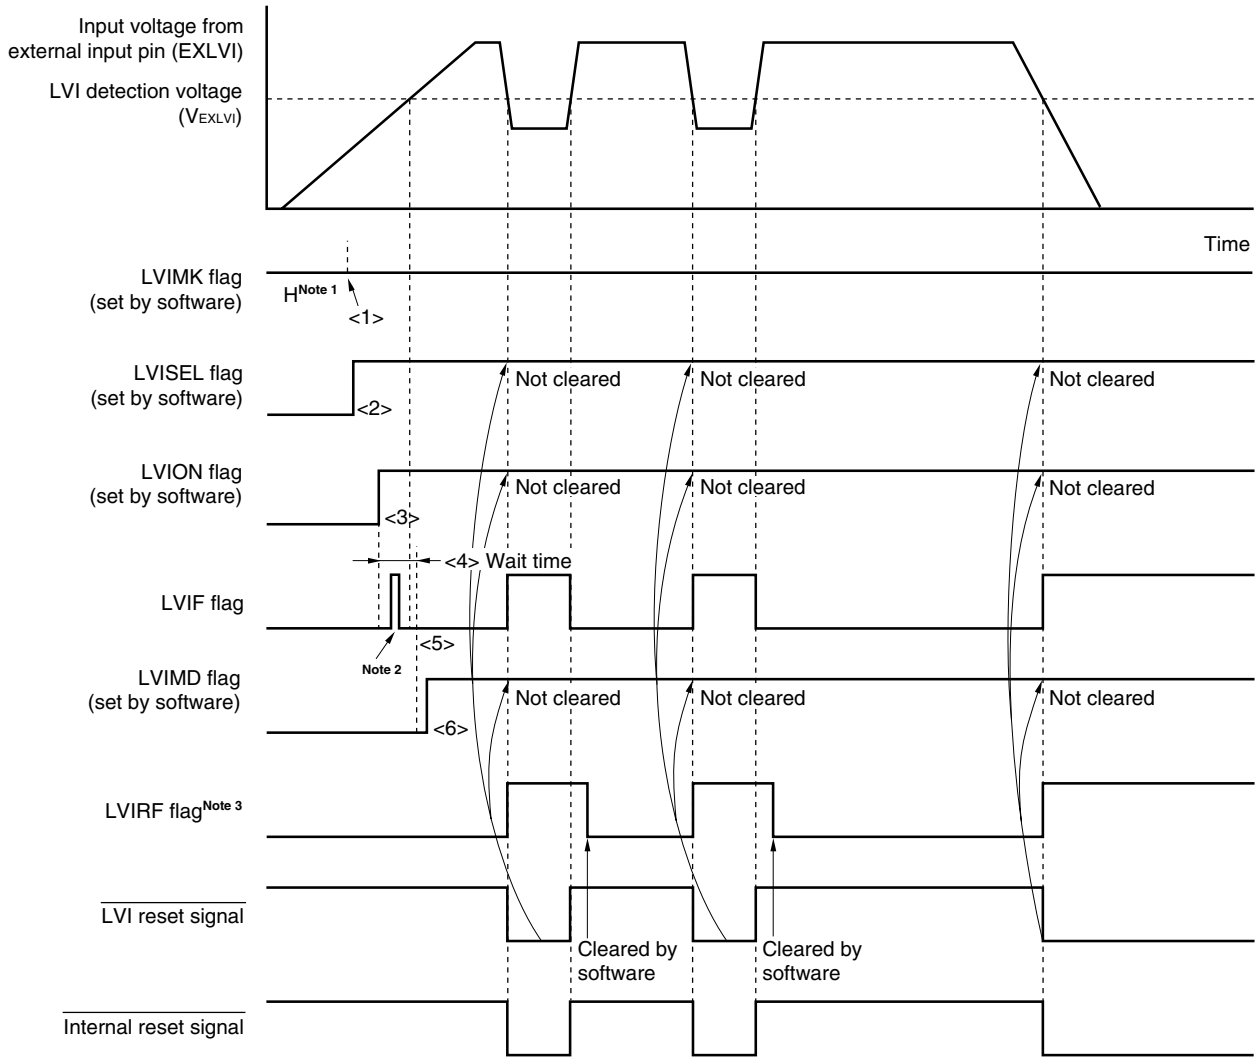 Input voltage from
external input pin (EXLVI)
LVI detection voltage
(VEXLVI)
Time
LVIMK flag
(set by software)
H Note 1
<1>
LVISEL flag
(set by software)
<2>
Not cleared
Not cleared
Not cleared
LVION flag
(set by software)
<3>
Not cleared
Not cleared
Not cleared
<4> Wait time
LVIF flag
Note 2
<5>
LVIMD flag
(set by software)
<6>
Not cleared
Not cleared
Not cleared
LVIRF flag Note 3
LVI reset signal
Cleared by
software
Cleared by
software
Internal reset signal